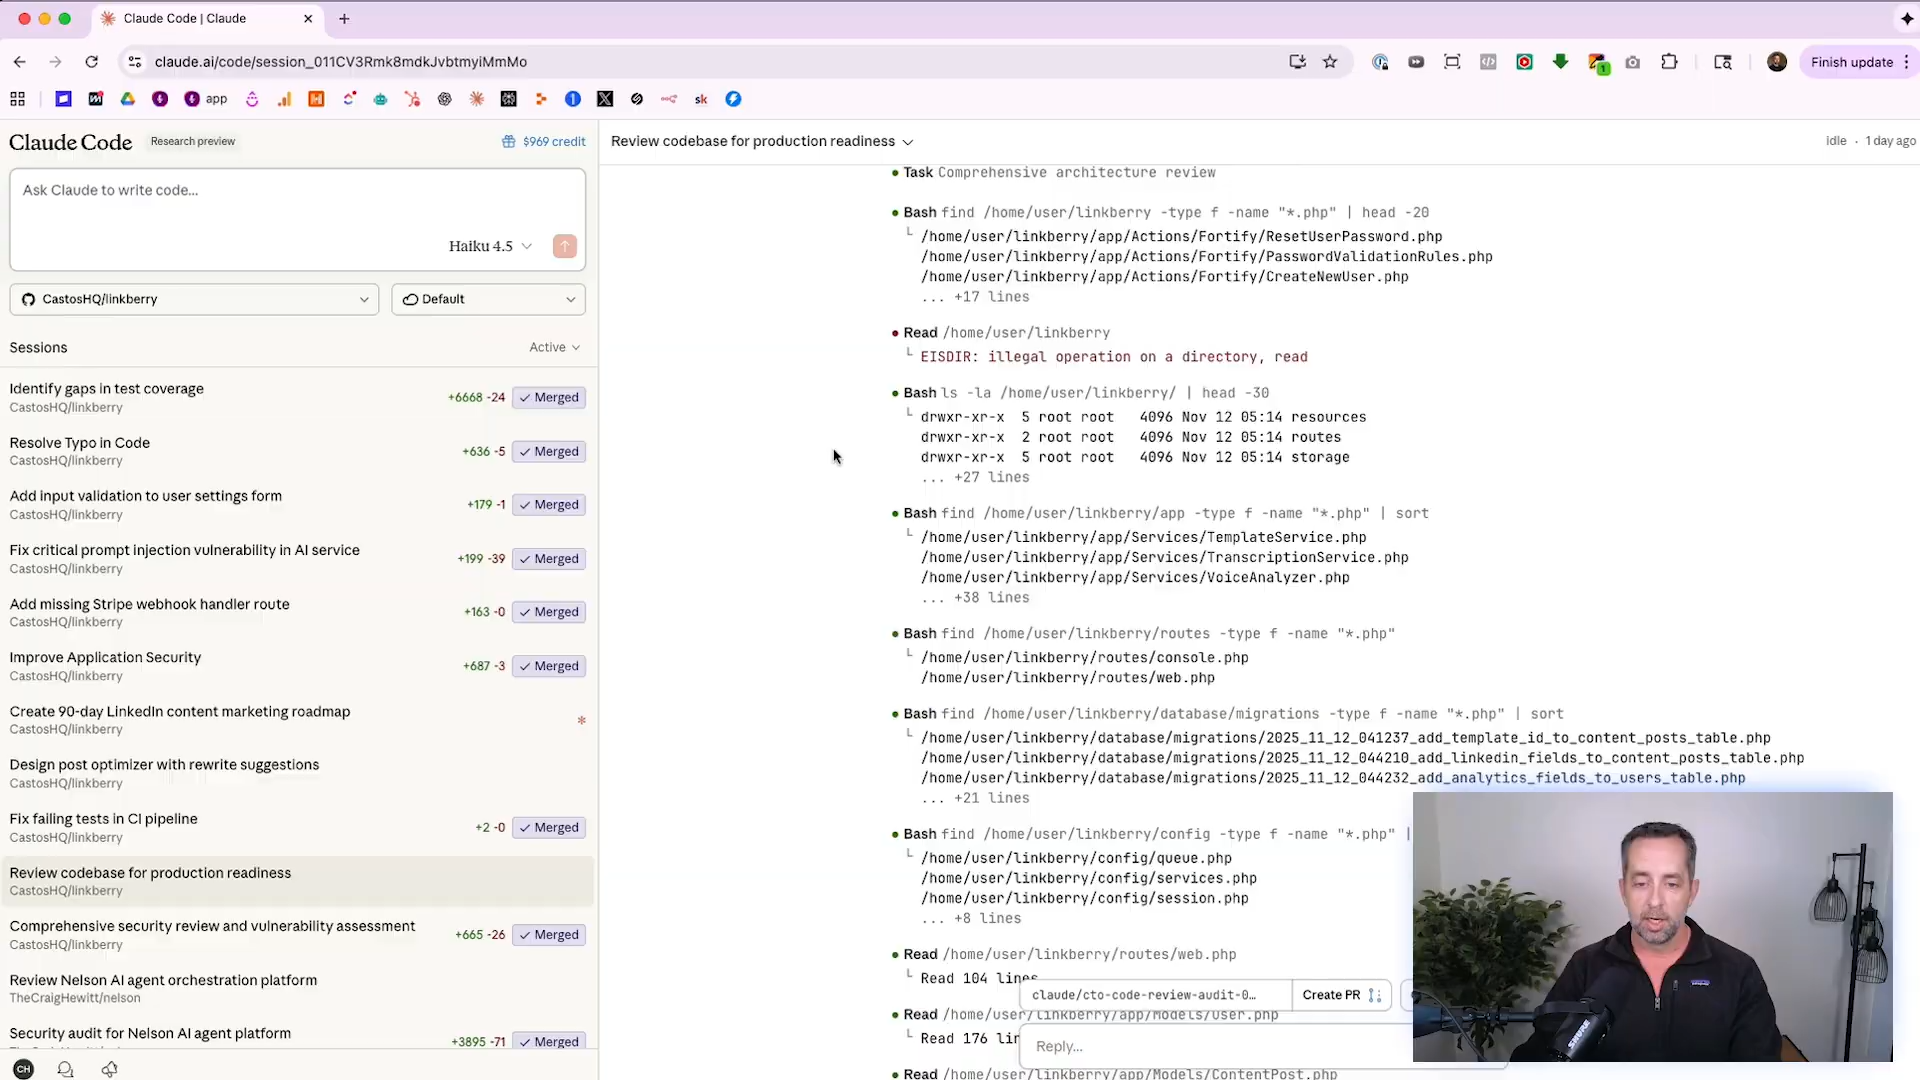 Claude Code | Claude
claude.ai/code/session_011CV3Rmk8mdkJvbtmyiMmMo
Finish update
app
Claude Code
Research preview
$969 credit
Ask Claude to write code...
Haiku 4.5
CastosHQ/linkberry
Default
Sessions
Active
Identify gaps in test coverage
+6668 -24 Merged
CastosHQ/linkberry
Resolve Typo in Code
+636 -5 Merged
CastosHQ/linkberry
Add input validation to user settings form
+179 -1 Merged
CastosHQ/linkberry
Fix critical prompt injection vulnerability in AI service
+199 -39 Merged
CastosHQ/linkberry
Add missing Stripe webhook handler route
+163 -0 Merged
CastosHQ/linkberry
Improve Application Security
+687 -3 Merged
CastosHQ/linkberry
Create 90-day LinkedIn content marketing roadmap
CastosHQ/linkberry
Design post optimizer with rewrite suggestions
CastosHQ/linkberry
Fix failing tests in CI pipeline
+2 -0 Merged
CastosHQ/linkberry
Review codebase for production readiness
CastosHQ/linkberry
Comprehensive security review and vulnerability assessment
+665 -26 Merged
CastosHQ/linkberry
Review Nelson AI agent orchestration platform
TheCraigHewitt/nelson
Security audit for Nelson AI agent platform
+3895 -71 Merged
CH
Review codebase for production readiness
idle · 1 day ago
Task Comprehensive architecture review
Bash find /home/user/linkberry -type f -name "*.php" | head -20
/home/user/linkberry/app/Actions/Fortify/ResetUserPassword.php
/home/user/linkberry/app/Actions/Fortify/PasswordValidationRules.php
/home/user/linkberry/app/Actions/Fortify/CreateNewUser.php
... +17 lines
Read /home/user/linkberry
EISDIR: illegal operation on a directory, read
Bash ls -la /home/user/linkberry/ | head -30
drwxr-xr-x 5 root root 4096 Nov 12 05:14 resources
drwxr-xr-x 2 root root 4096 Nov 12 05:14 routes
drwxr-xr-x 5 root root 4096 Nov 12 05:14 storage
... +27 lines
Bash find /home/user/linkberry/app -type f -name "*.php" | sort
/home/user/linkberry/app/Services/TemplateService.php
/home/user/linkberry/app/Services/TranscriptionService.php
/home/user/linkberry/app/Services/VoiceAnalyzer.php
... +38 lines
Bash find /home/user/linkberry/routes -type f -name "*.php"
/home/user/linkberry/routes/console.php
/home/user/linkberry/routes/web.php
Bash find /home/user/linkberry/database/migrations -type f -name "*.php" | sort
/home/user/linkberry/database/migrations/2025_11_12_041237_add_template_id_to_content_posts_table.php
/home/user/linkberry/database/migrations/2025_11_12_044210_add_linkedin_fields_to_content_posts_table.php
/home/user/linkberry/database/migrations/2025_11_12_044232_add_analytics_fields_to_users_table.php
... +21 lines
Bash find /home/user/linkberry/config -type f -name "*.php" |
/home/user/linkberry/config/queue.php
/home/user/linkberry/config/services.php
/home/user/linkberry/config/session.php
... +8 lines
Read /home/user/linkberry/routes/web.php
Read 104 lines
claude/cto-code-review-audit-0...
Create PR
Read /home/user/linkberry/app/Models/User.php
Read 176 lin
Reply...
Read /home/user/linkberry/app/Models/ContentPost.php